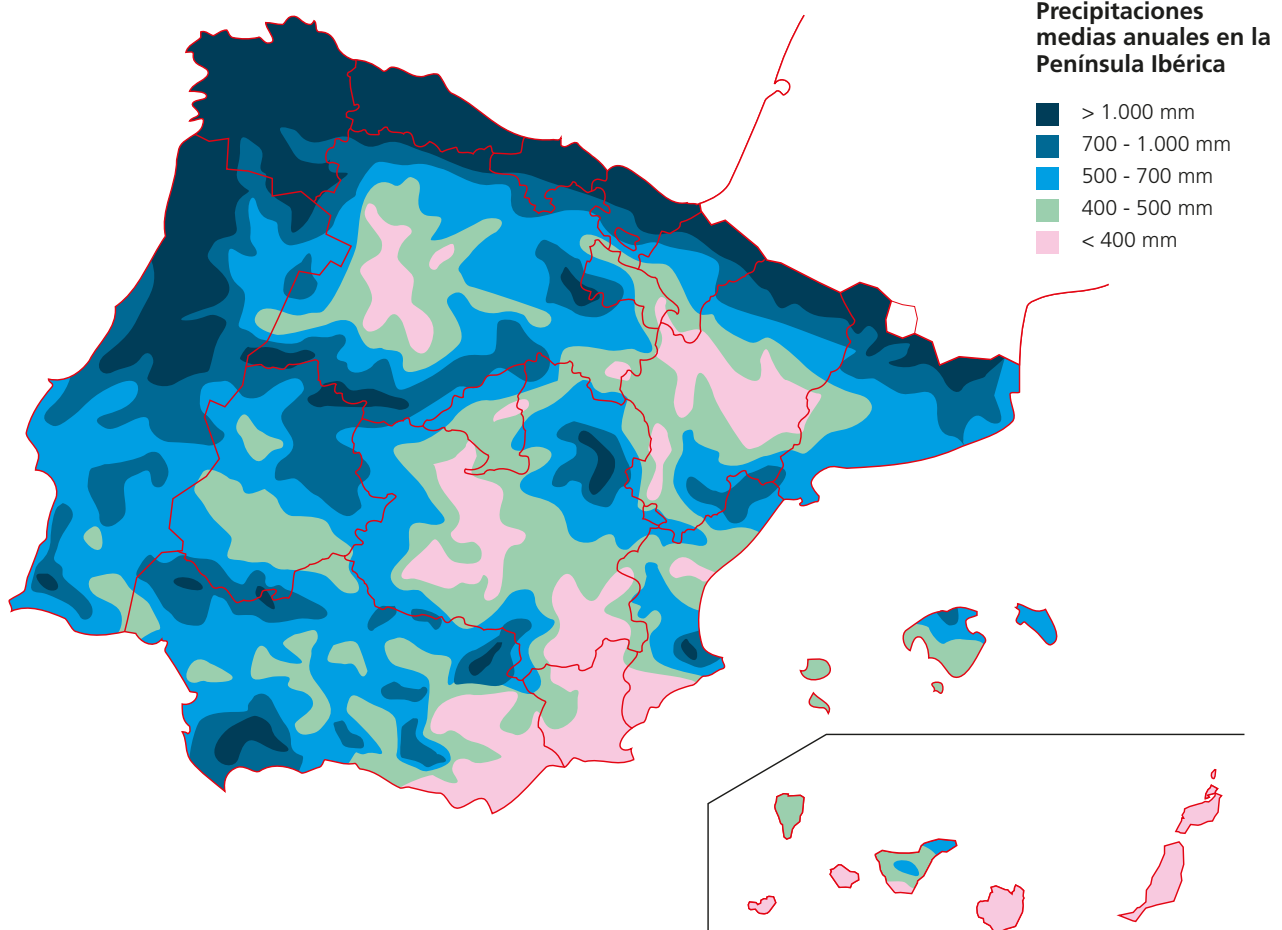 Precipitaciones
medias anuales en la
Península Ibérica
> 1.000 mm
700 - 1.000 mm
500 - 700 mm
400 - 500 mm
< 400 mm